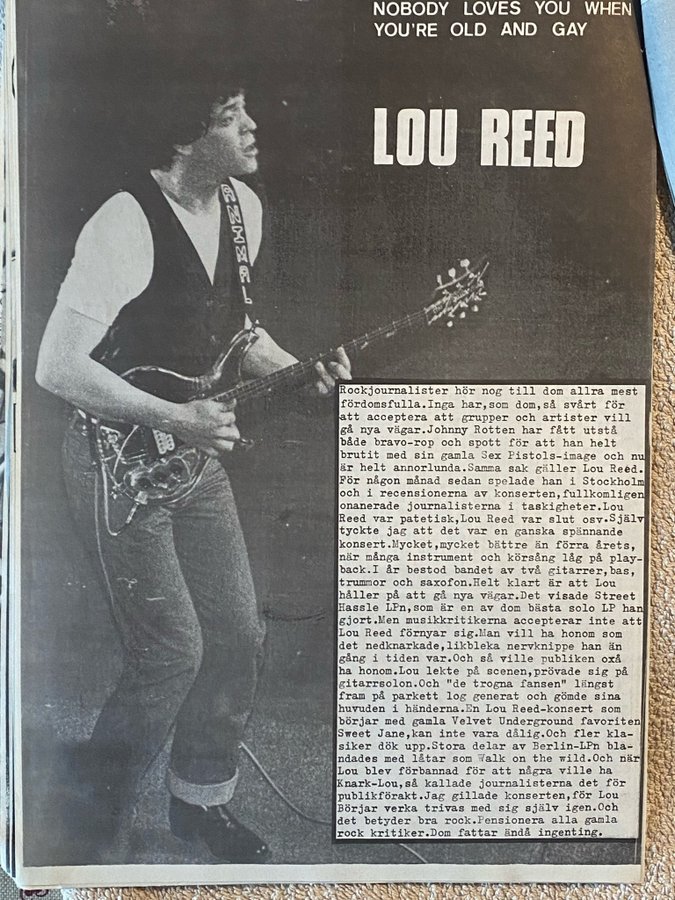 NOBODY LOVES YOU WHEN
YOU'RE OLD AND GAY
LOU REED
ANIMAL
Rockjournalister hör nog till dom allra mest
fördomsfulla.Inga har,som dom,så svårt för
att acceptera att grupper och artister vill
gå nya vägar.Johnny Rotten har fått utstå
både bravo-rop och spott för att han helt
brutit med sin gamla Sex Pistols-image och nu
är helt annorlunda.Samma sak gäller Lou Reed.
För någon månad sedan spelade han i Stockholm
och i recensionerna av konserten,fullkomligen
onanerade journalisterna i taskigheter.Lou
Reed var patetisk,Lou Reed var slut osv.Själv
tyckte jag att det var en ganska spännande
konsert.Mycket,mycket bättre än förra årets,
när många instrument och körsång låg på play-
back.I år bestod bandet av två gitarrer,bas,
trummor och saxofon.Helt klart är att Lou
håller på att gå nya vägar.Det visade Street
Hassle LPn,som är en av dom bästa solo LP han
gjort.Men musikkritikerna accepterar inte att
Lou Reed förnyar sig.Man vill ha honom som
det nedknarkade,likbleka nervknippe han än
gång i tiden var.Och så ville publiken oxå
ha honom.Lou lekte på scenen,prövade sig på
gitarrsolon.Och "de trogna fansen" längst
fram på parkett log generat och gömde sina
huvuden i händerna.En Lou Reed-konsert som
börjar med gamla Velvet Underground favoriten
Sweet Jane,kan inte vara dålig.Och fler kla-
siker dök upp.Stora delar av Berlin-LPn bla-
ndades med låtar som Walk on the wild.Och när
Lou blev förbannad för att några ville ha
Knark-Lou,så kallade journalisterna det för
publikförakt.Jag gillade konserten,för Lou
Börjar verka trivas med sig själv igen.Och
det betyder bra rock.Pensionera alla gamla
rock kritiker.Dom fattar ändå ingenting.